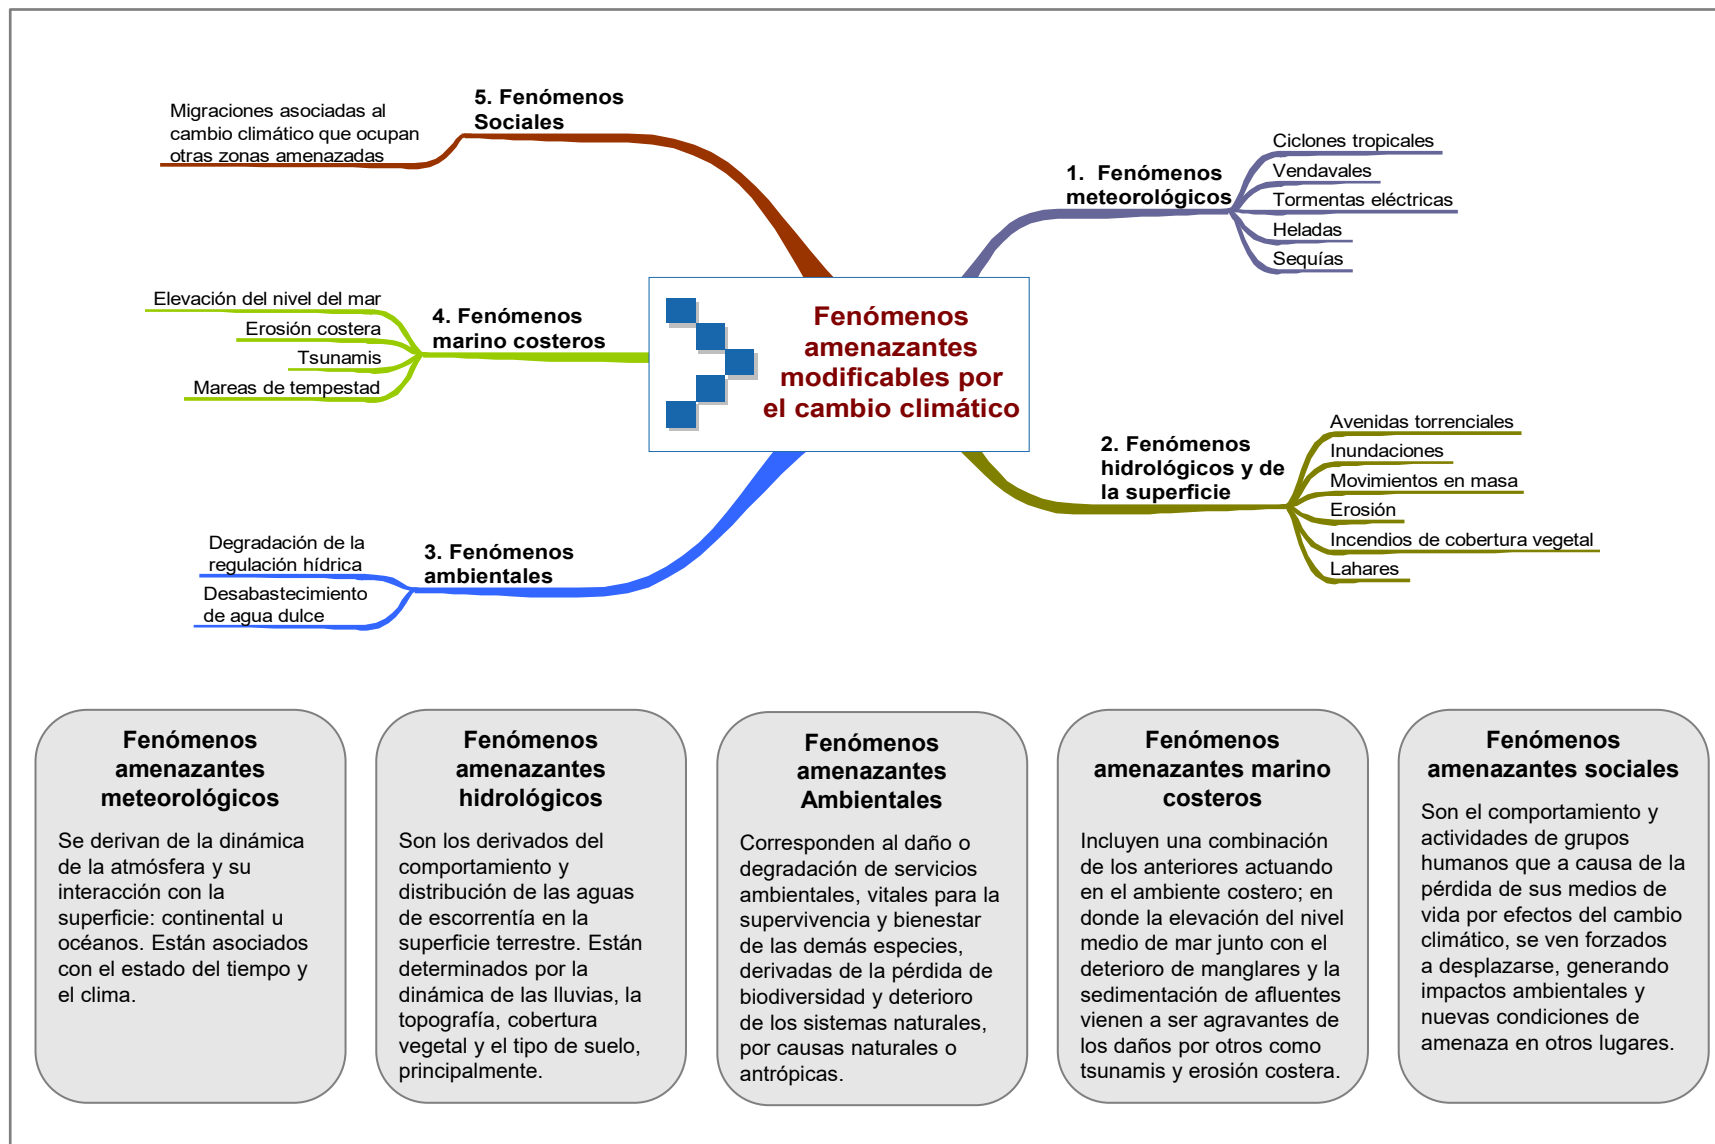 5. Fenómenos
Sociales
Migraciones asociadas al
cambio climático que ocupan
otras zonas amenazadas
1. Fenómenos
meteorológicos
Ciclones tropicales
Vendavales
Tormentas eléctricas
Heladas
Sequías
Fenómenos
amenazantes
modificables por
el cambio climático
4. Fenómenos
marino costeros
Elevación del nivel del mar
Erosión costera
Tsunamis
Mareas de tempestad
2. Fenómenos
hidrológicos y de
la superficie
Avenidas torrenciales
Inundaciones
Movimientos en masa
Erosión
Incendios de cobertura vegetal
Lahares
3. Fenómenos
ambientales
Degradación de la
regulación hídrica
Desabastecimiento
de agua dulce
Fenómenos
amenazantes
meteorológicos
Se derivan de la dinámica
de la atmósfera y su
interacción con la
superficie: continental u
océanos. Están asociados
con el estado del tiempo y
el clima.
Fenómenos
amenazantes
hidrológicos
Son los derivados del
comportamiento y
distribución de las aguas
de escorrentía en la
superficie terrestre. Están
determinados por la
dinámica de las lluvias, la
topografía, cobertura
vegetal y el tipo de suelo,
principalmente.
Fenómenos
amenazantes
Ambientales
Corresponden al daño o
degradación de servicios
ambientales, vitales para la
supervivencia y bienestar
de las demás especies,
derivadas de la pérdida de
biodiversidad y deterioro
de los sistemas naturales,
por causas naturales o
antrópicas.
Fenómenos
amenazantes marino
costeros
Incluyen una combinación
de los anteriores actuando
en el ambiente costero; en
donde la elevación del nivel
medio de mar junto con el
deterioro de manglares y la
sedimentación de afluentes
vienen a ser agravantes de
los daños por otros como
tsunamis y erosión costera.
Fenómenos
amenazantes sociales
Son el comportamiento y
actividades de grupos
humanos que a causa de la
pérdida de sus medios de
vida por efectos del cambio
climático, se ven forzados
a desplazarse, generando
impactos ambientales y
nuevas condiciones de
amenaza en otros lugares.